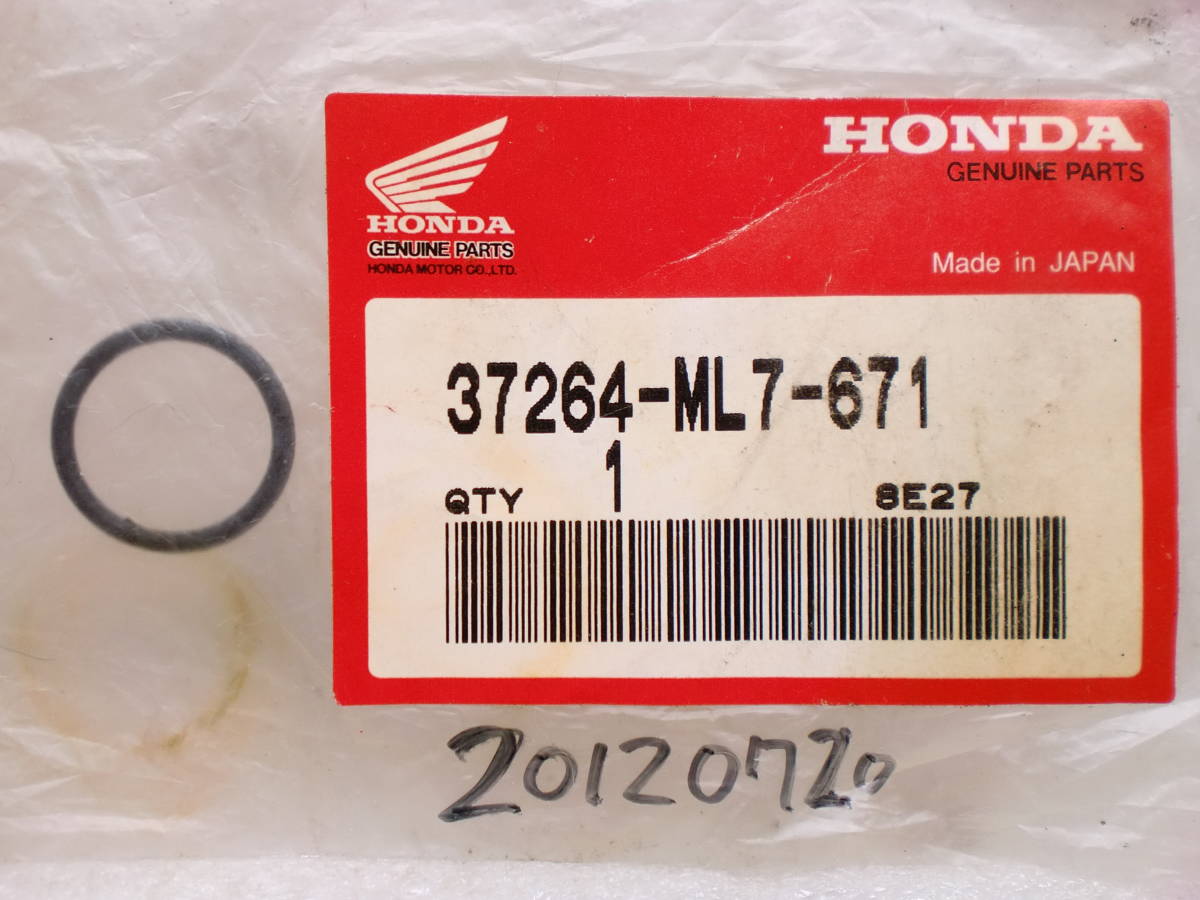 HONDA
GENUINE PARTS
HONDA MOTOR CO.,LTD.
HONDA
GENUINE PARTS
Made in JAPAN
37264-ML7-671
QTY 1 8E27
20120720